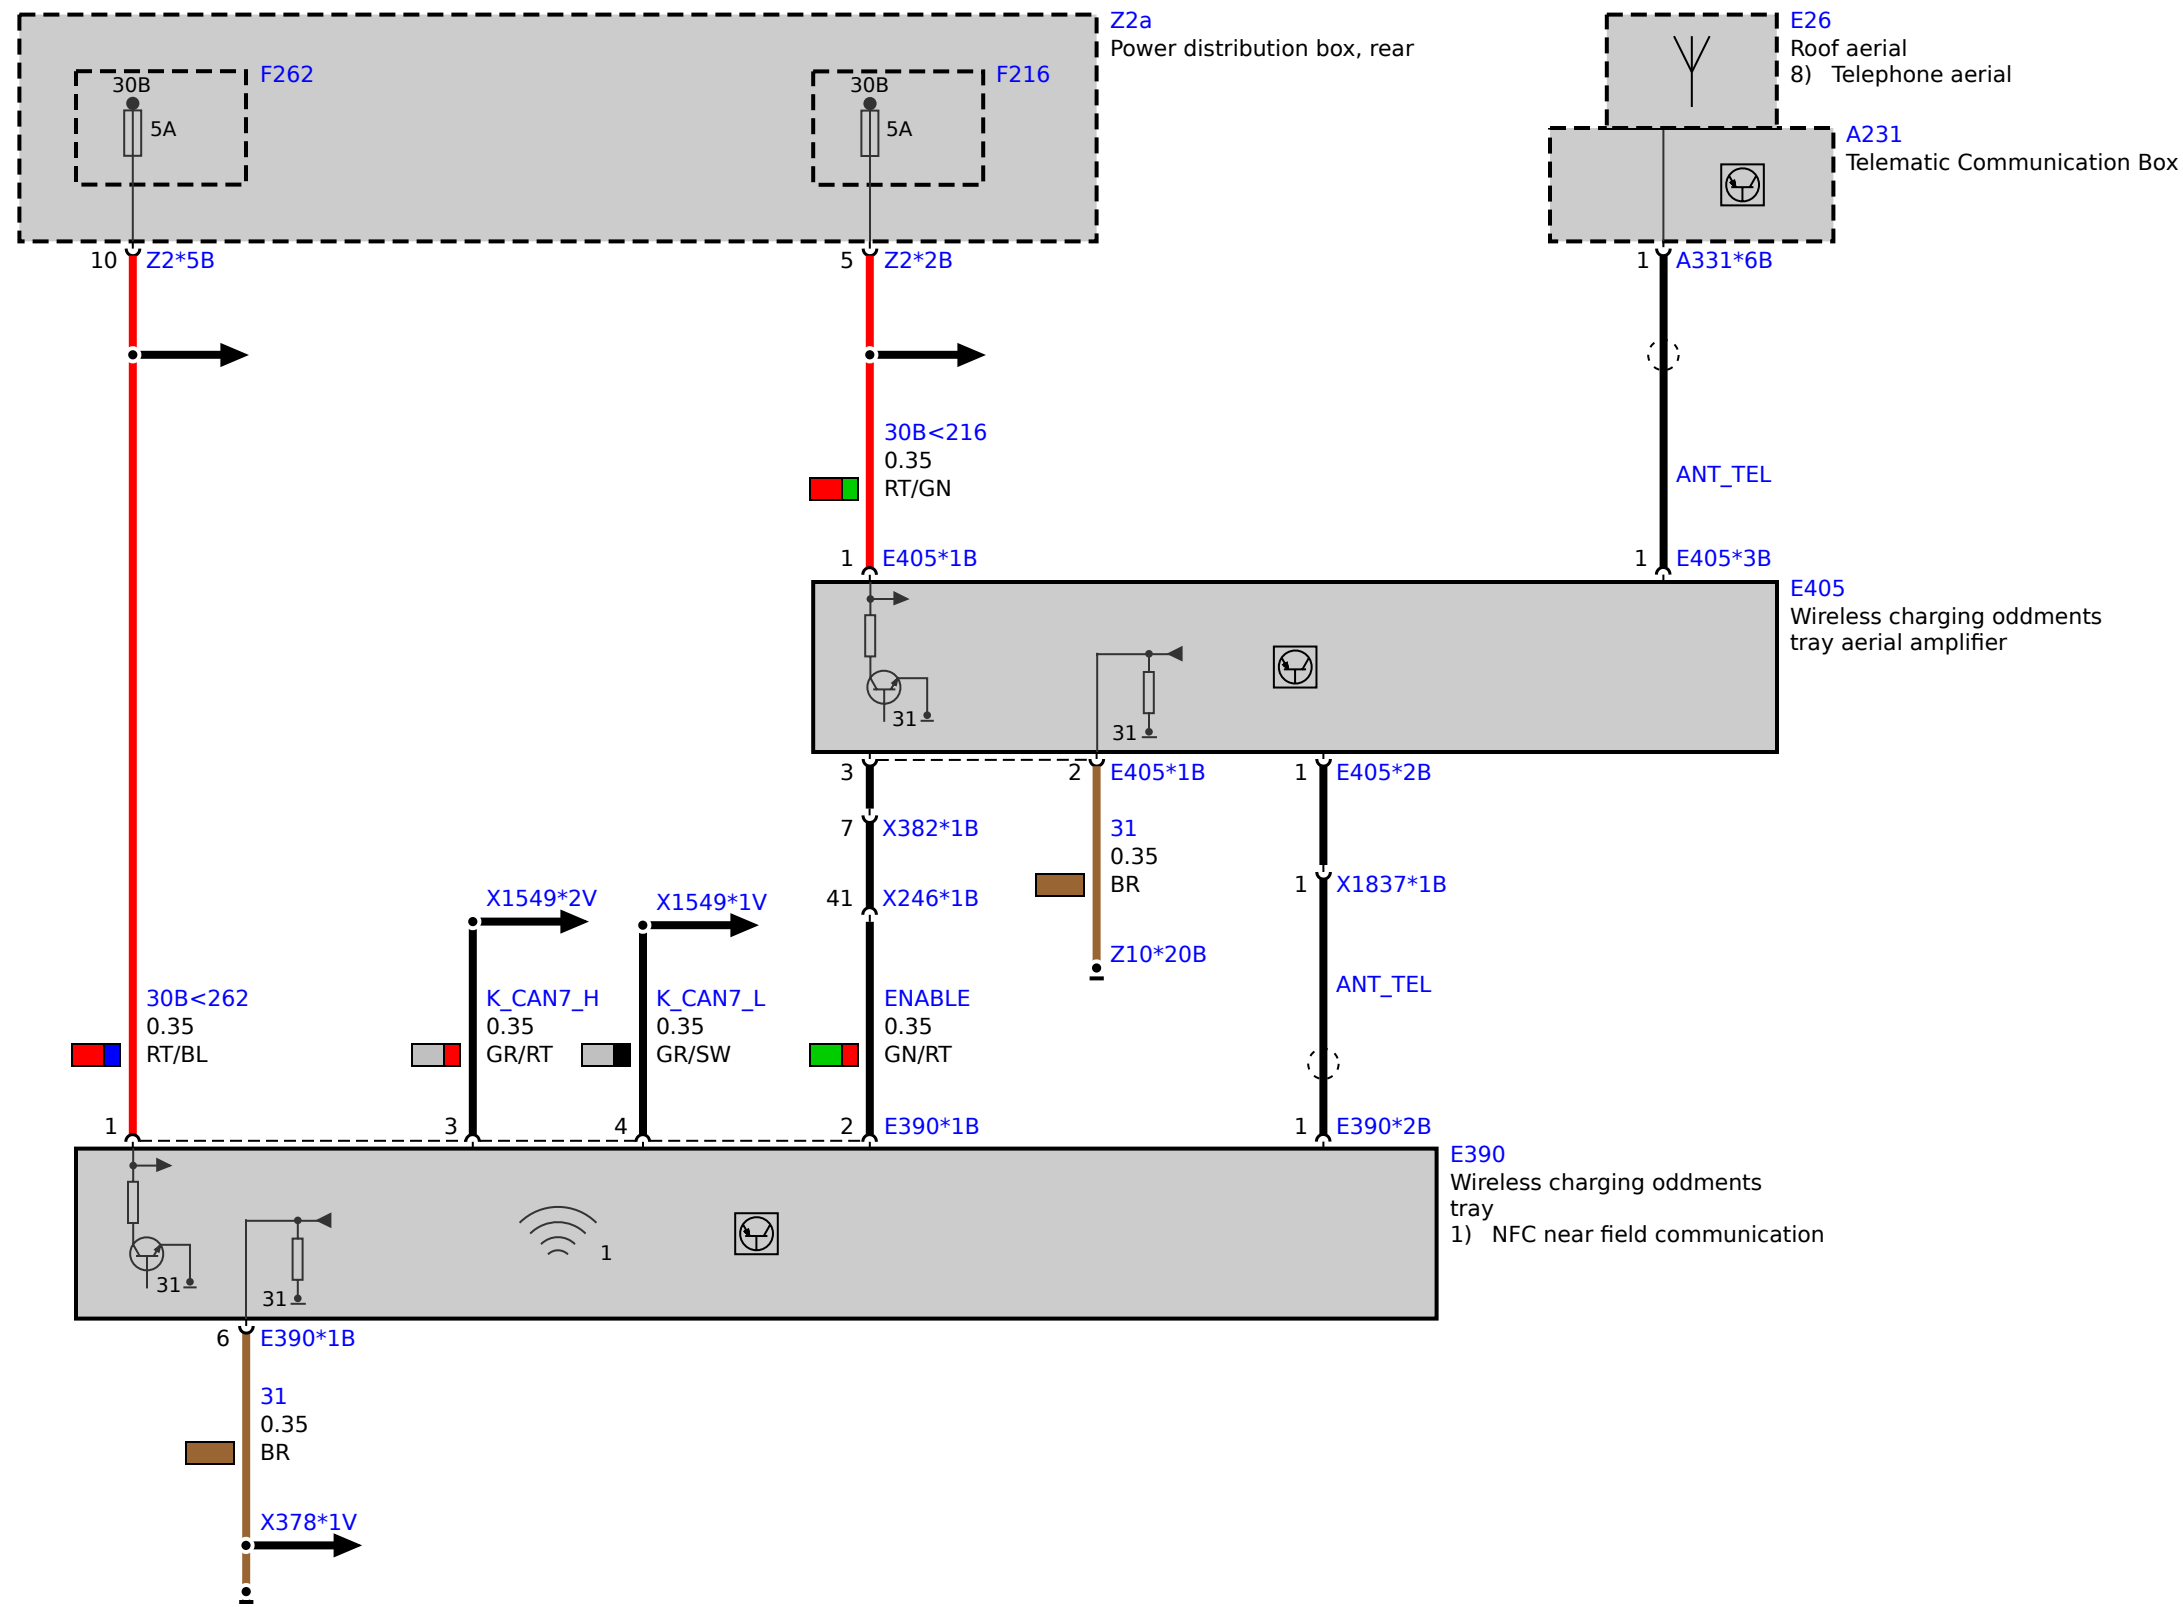 Z2a
Power distribution box, rear
F262
30B
5A
F216
30B
5A
E26
Roof aerial
8) Telephone aerial
A231
Telematic Communication Box
10 Z2*5B
5 Z2*2B
1 A331*6B
30B<216
0.35
RT/GN
ANT_TEL
1 E405*1B
1 E405*3B
E405
Wireless charging oddments
tray aerial amplifier
31
31
3
2 E405*1B
1 E405*2B
7 X382*1B
31
0.35
BR
41 X246*1B
1 X1837*1B
X1549*2V
X1549*1V
Z10*20B
ANT_TEL
30B<262
0.35
RT/BL
K_CAN7_H
0.35
GR/RT
K_CAN7_L
0.35
GR/SW
ENABLE
0.35
GN/RT
1
3
4
2 E390*1B
1 E390*2B
E390
Wireless charging oddments
tray
1) NFC near field communication
1
31
31
6 E390*1B
31
0.35
BR
X378*1V